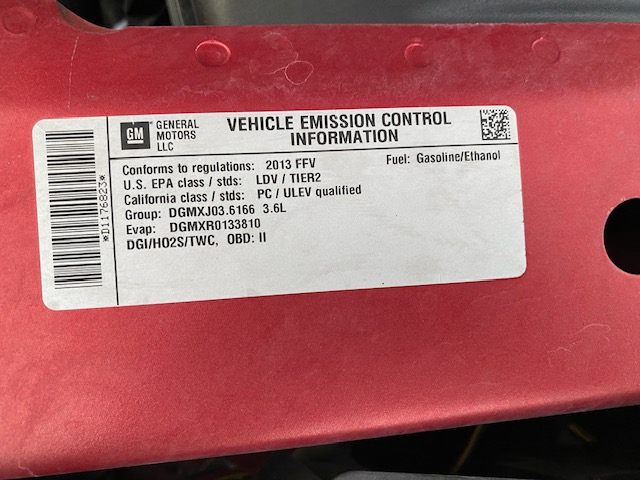 GM GENERAL MOTORS LLC
VEHICLE EMISSION CONTROL
INFORMATION
Conforms to regulations: 2013 FFV Fuel: Gasoline/Ethanol
U.S. EPA class / stds: LDV / TIER2
California class / stds: PC / ULEV qualified
Group: DGMXJ03.6166 3.6L
Evap: DGMXR0133810
DGI/HO2S/TWC, OBD: II
*D1176823*